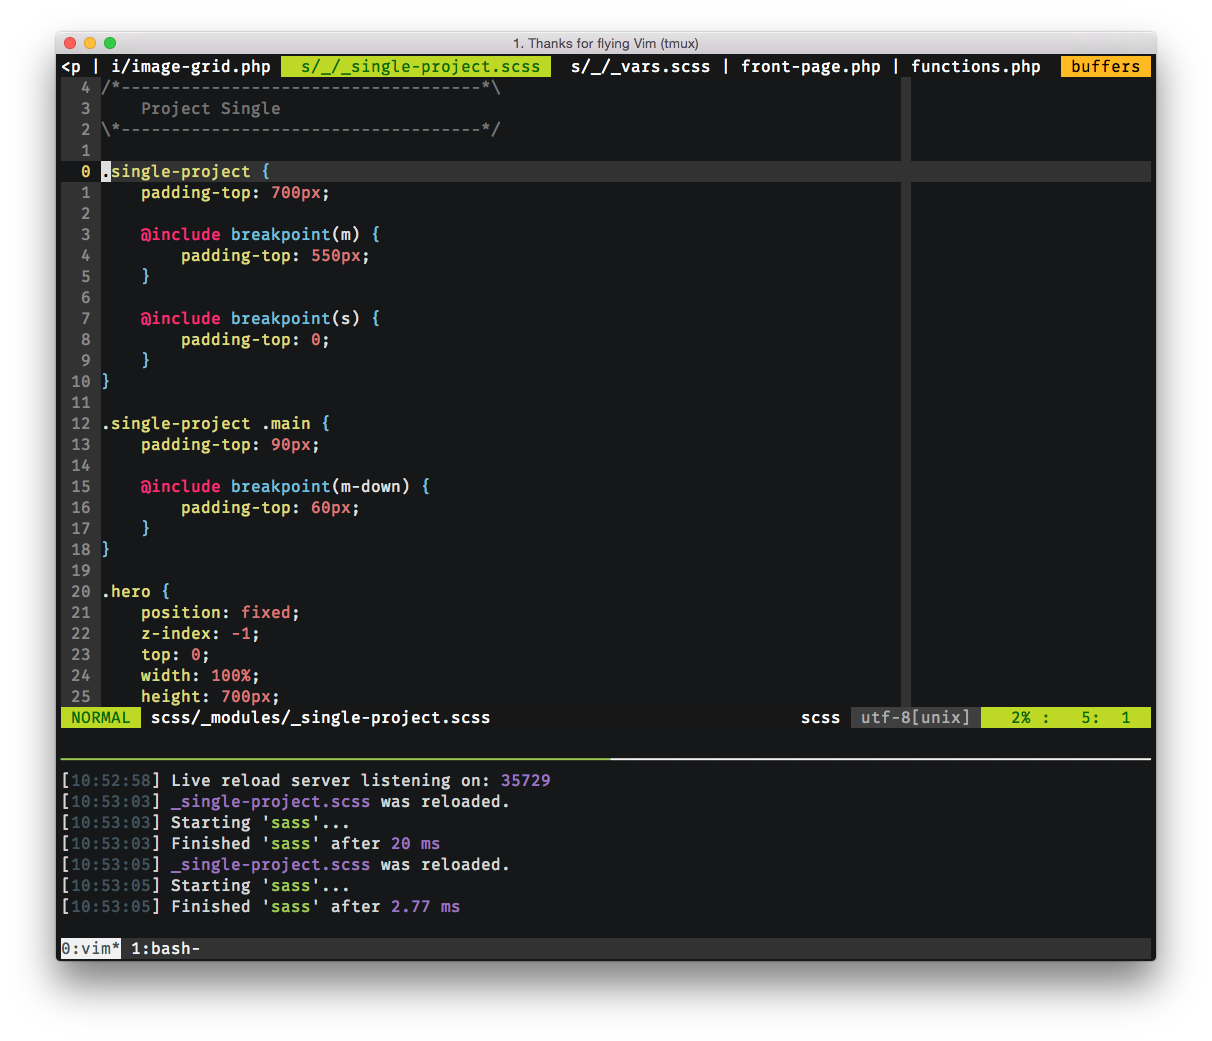 1. Thanks for flying Vim (tmux)
<p | i/image-grid.php s/_/_single-project.scss s/_/_vars.scss | front-page.php | functions.php buffers
4 /*------------------------------------*\
3     Project Single
2 \*------------------------------------*/
1
0 .single-project {
1     padding-top: 700px;
2
3     @include breakpoint(m) {
4         padding-top: 550px;
5     }
6
7     @include breakpoint(s) {
8         padding-top: 0;
9     }
10 }
11
12 .single-project .main {
13     padding-top: 90px;
14
15     @include breakpoint(m-down) {
16         padding-top: 60px;
17     }
18 }
19
20 .hero {
21     position: fixed;
22     z-index: -1;
23     top: 0;
24     width: 100%;
25     height: 700px;
NORMAL scss/_modules/_single-project.scss scss utf-8[unix] 2% : 5: 1
[10:52:58] Live reload server listening on: 35729
[10:53:03] _single-project.scss was reloaded.
[10:53:03] Starting 'sass'...
[10:53:03] Finished 'sass' after 20 ms
[10:53:05] _single-project.scss was reloaded.
[10:53:05] Starting 'sass'...
[10:53:05] Finished 'sass' after 2.77 ms
0:vim* 1:bash-